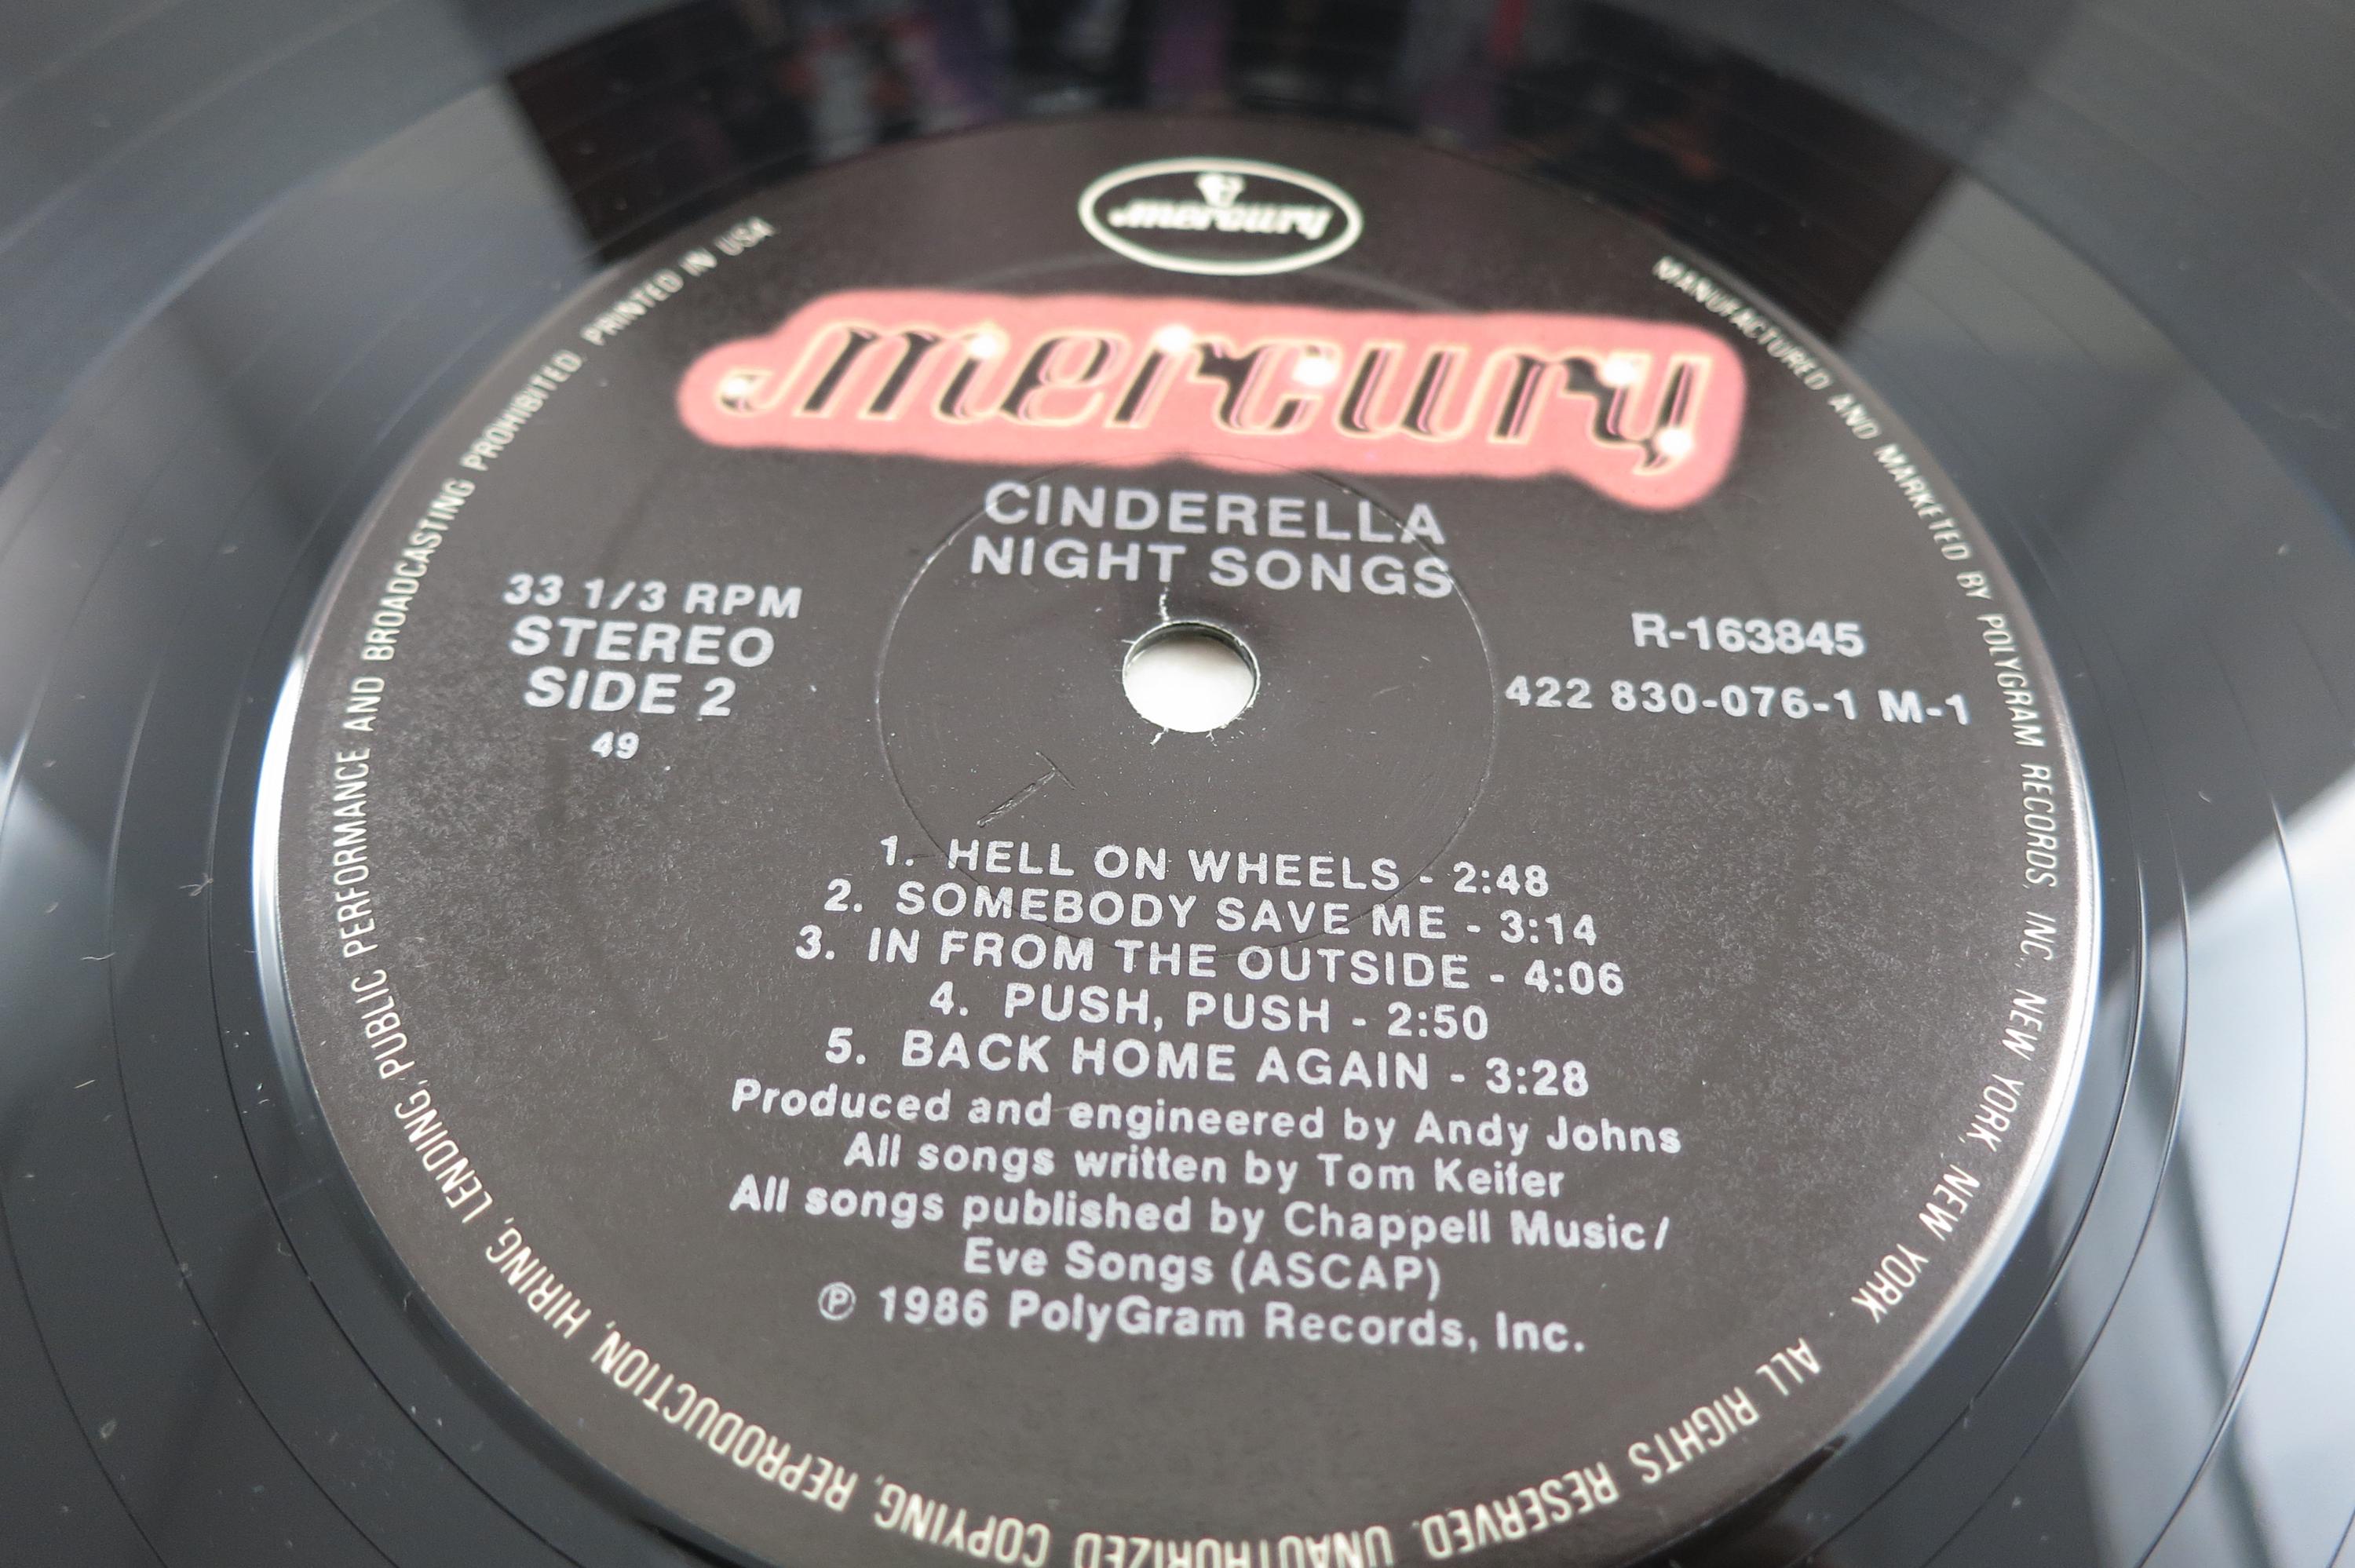 mercury
mercury
CINDERELLA
NIGHT SONGS
33 1/3 RPM
STEREO
SIDE 2
49
R-163845
422 830-076-1 M-1
1. HELL ON WHEELS - 2:48
2. SOMEBODY SAVE ME - 3:14
3. IN FROM THE OUTSIDE - 4:06
4. PUSH, PUSH - 2:50
5. BACK HOME AGAIN - 3:28
Produced and engineered by Andy Johns
All songs written by Tom Keifer
All songs published by Chappell Music/
Eve Songs (ASCAP)
Ⓟ 1986 PolyGram Records, Inc.
MANUFACTURED AND MARKETED BY POLYGRAM RECORDS, INC. NEW YORK, NEW YORK. ALL RIGHTS RESERVED. UNAUTHORIZED COPYING, REPRODUCTION, HIRING, LENDING, PUBLIC PERFORMANCE AND BROADCASTING PROHIBITED. PRINTED IN USA.